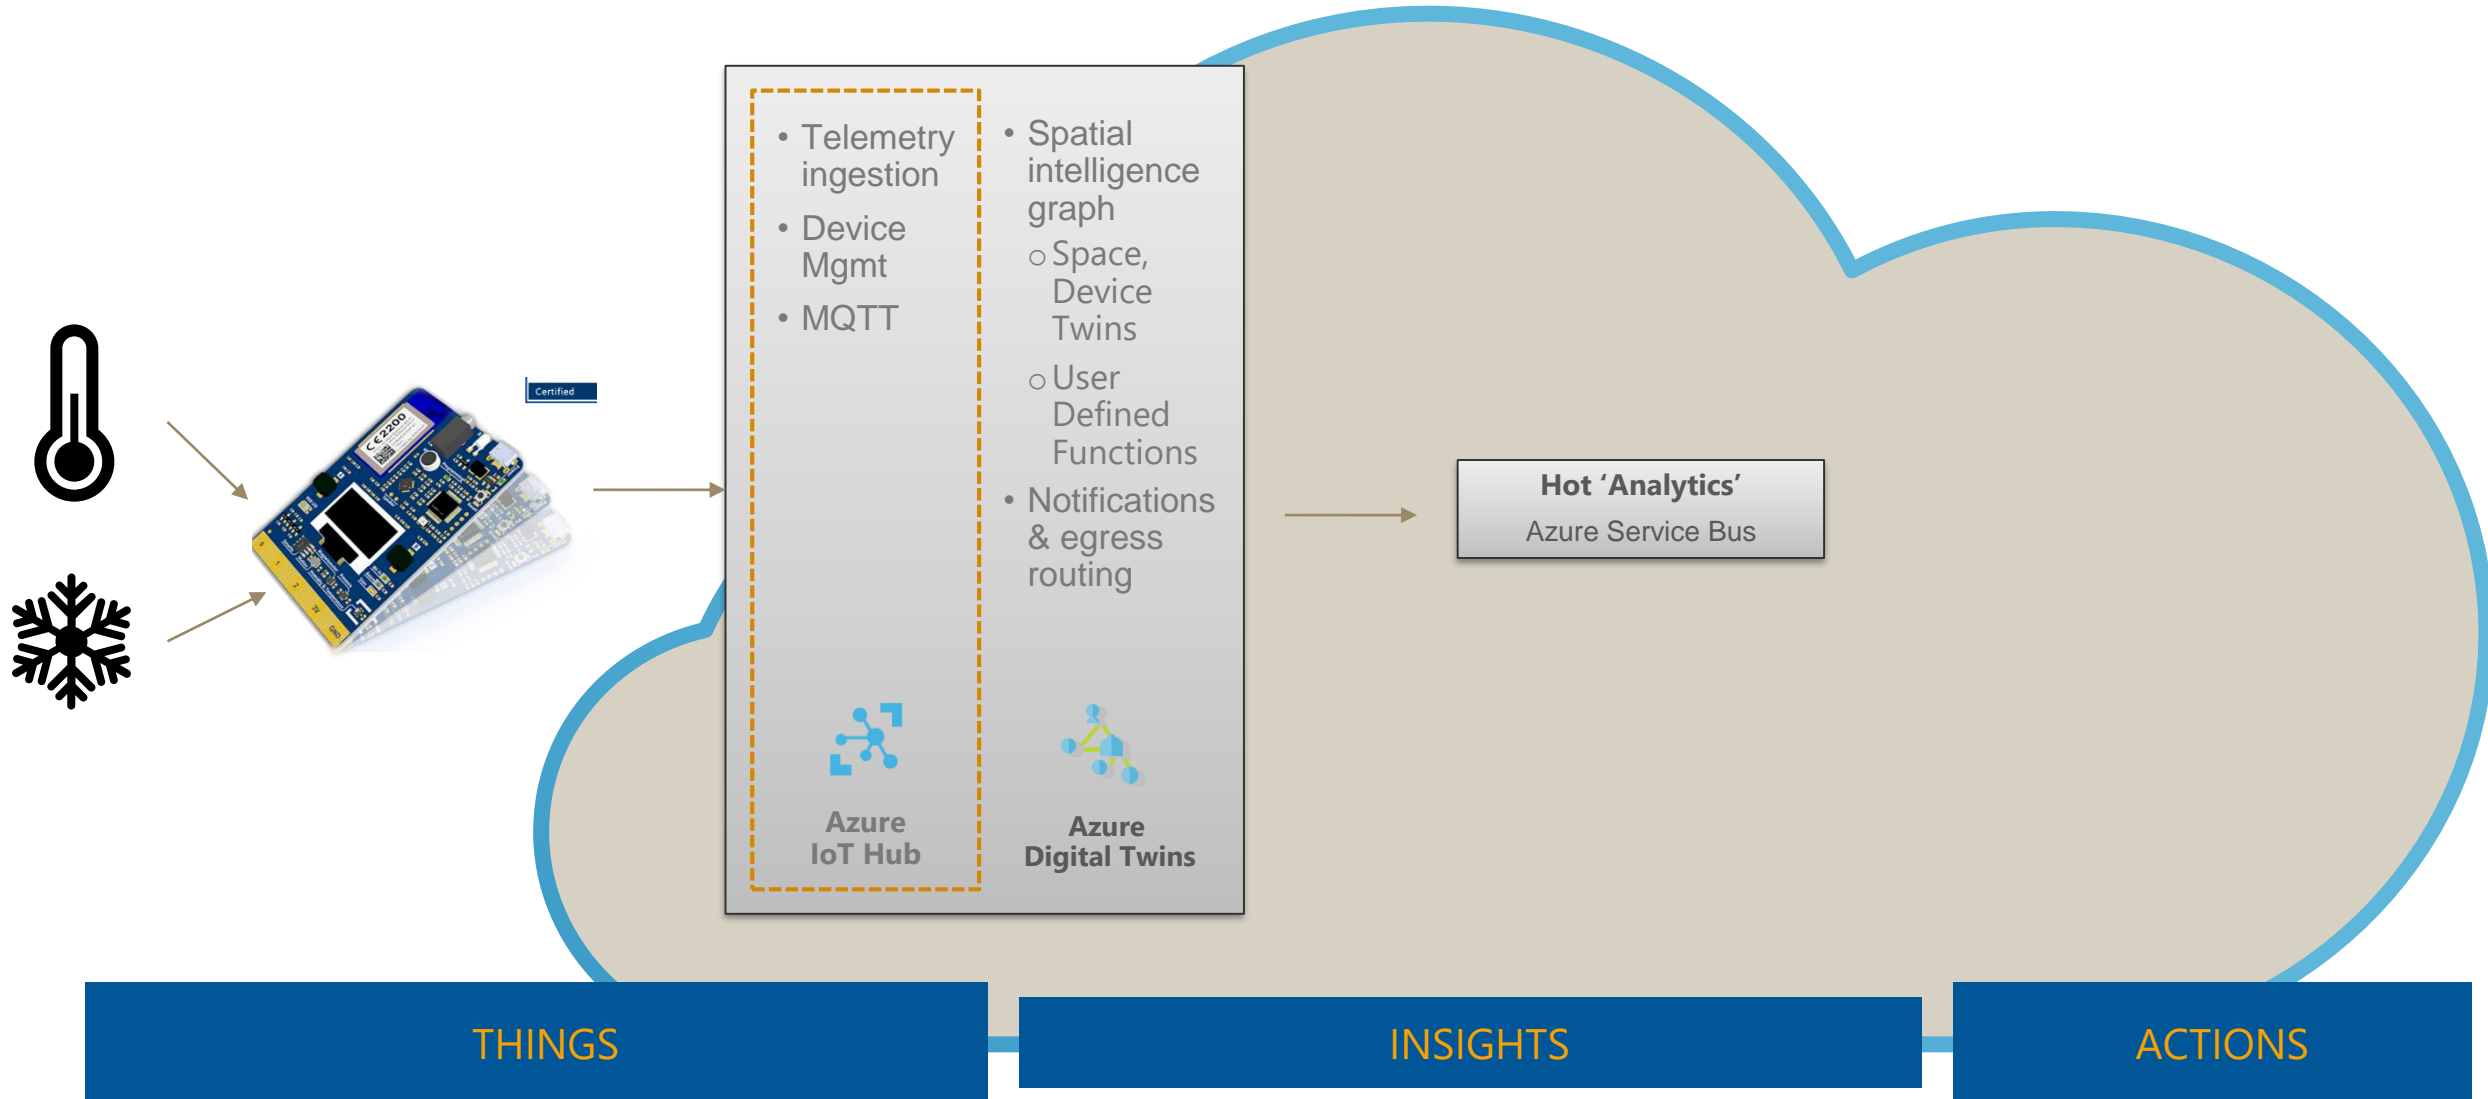 • Telemetry
ingestion
• Device
Mgmt
• MQTT
Azure
IoT Hub
• Spatial
intelligence
graph
o Space,
Device
Twins
o User
Defined
Functions
• Notifications
& egress
routing
Azure
Digital Twins
Certified
CE2200
Hot ‘Analytics’
Azure Service Bus
THINGS
INSIGHTS
ACTIONS